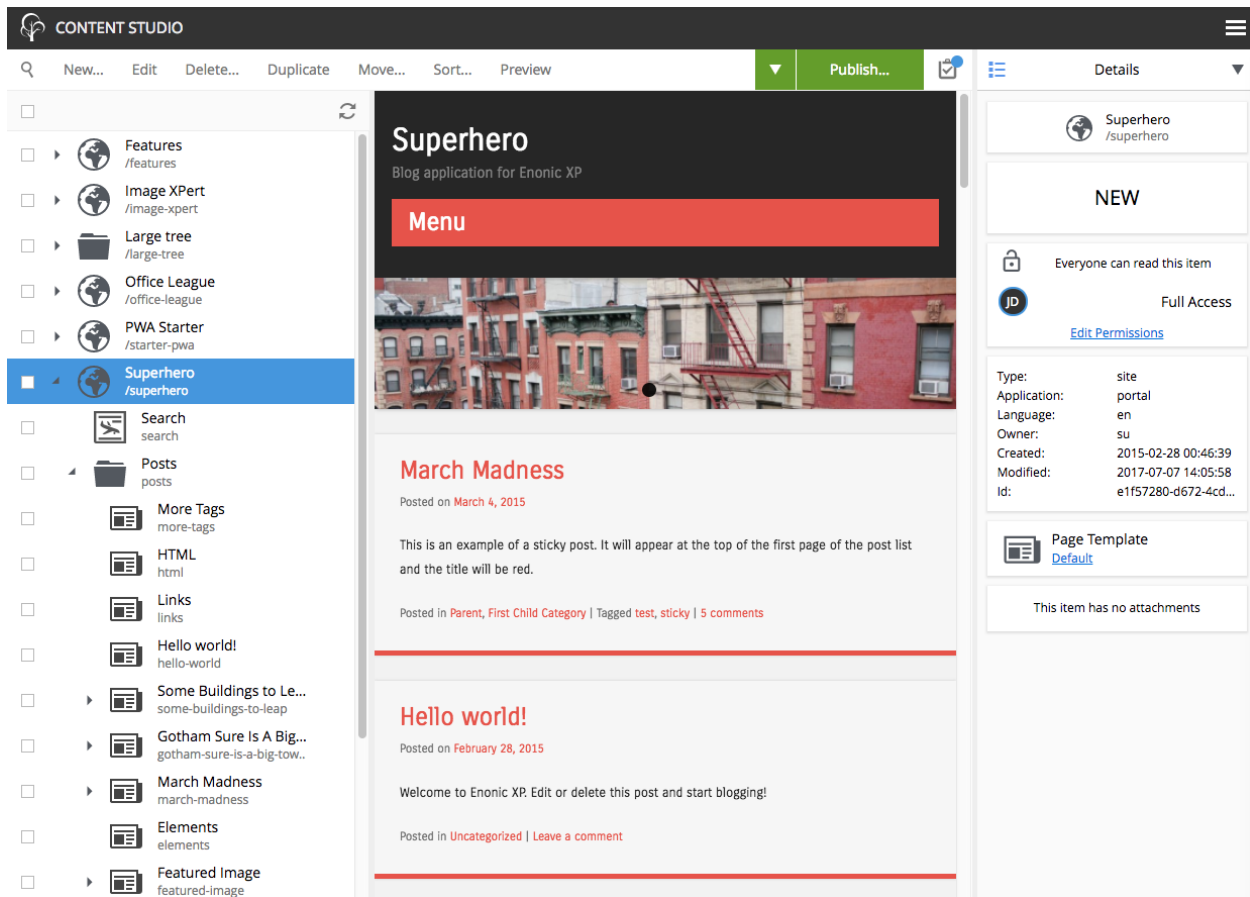 CONTENT STUDIO
New... Edit Delete... Duplicate Move... Sort... Preview Publish... Details
Features
/features
Image XPert
/image-xpert
Large tree
/large-tree
Office League
/office-league
PWA Starter
/starter-pwa
Superhero
/superhero
Search
search
Posts
posts
More Tags
more-tags
HTML
html
Links
links
Hello world!
hello-world
Some Buildings to Le...
some-buildings-to-leap
Gotham Sure Is A Big...
gotham-sure-is-a-big-tow..
March Madness
march-madness
Elements
elements
Featured Image
featured-image
Superhero
Blog application for Enonic XP
Menu
March Madness
Posted on March 4, 2015
This is an example of a sticky post. It will appear at the top of the first page of the post list
and the title will be red.
Posted in Parent, First Child Category | Tagged test, sticky | 5 comments
Hello world!
Posted on February 28, 2015
Welcome to Enonic XP. Edit or delete this post and start blogging!
Posted in Uncategorized | Leave a comment
Superhero
/superhero
NEW
Everyone can read this item
JD Full Access
Edit Permissions
Type: site
Application: portal
Language: en
Owner: su
Created: 2015-02-28 00:46:39
Modified: 2017-07-07 14:05:58
Id: e1f57280-d672-4cd...
Page Template
Default
This item has no attachments